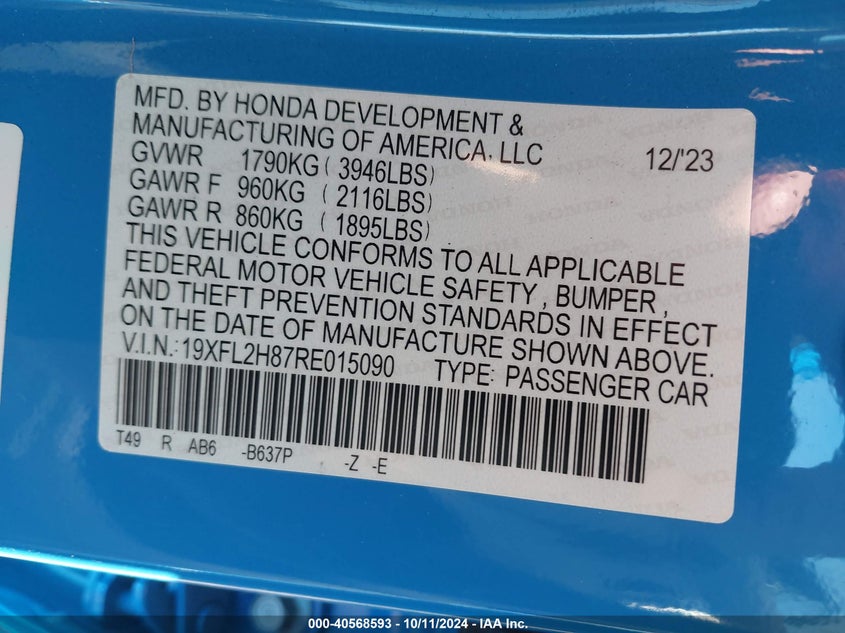 MFD. BY HONDA DEVELOPMENT &
MANUFACTURING OF AMERICA, LLC
GVWR 1790KG ( 3946LBS) 12/'23
GAWR F 960KG ( 2116LBS)
GAWR R 860KG ( 1895LBS)
THIS VEHICLE CONFORMS TO ALL APPLICABLE
FEDERAL MOTOR VEHICLE SAFETY, BUMPER,
AND THEFT PREVENTION STANDARDS IN EFFECT
ON THE DATE OF MANUFACTURE SHOWN ABOVE.
V.I.N.:19XFL2H87RE015090 TYPE: PASSENGER CAR
T49 R AB6 -B637P , -Z -E
000-40568593 - 10/11/2024 - IAA, Inc.